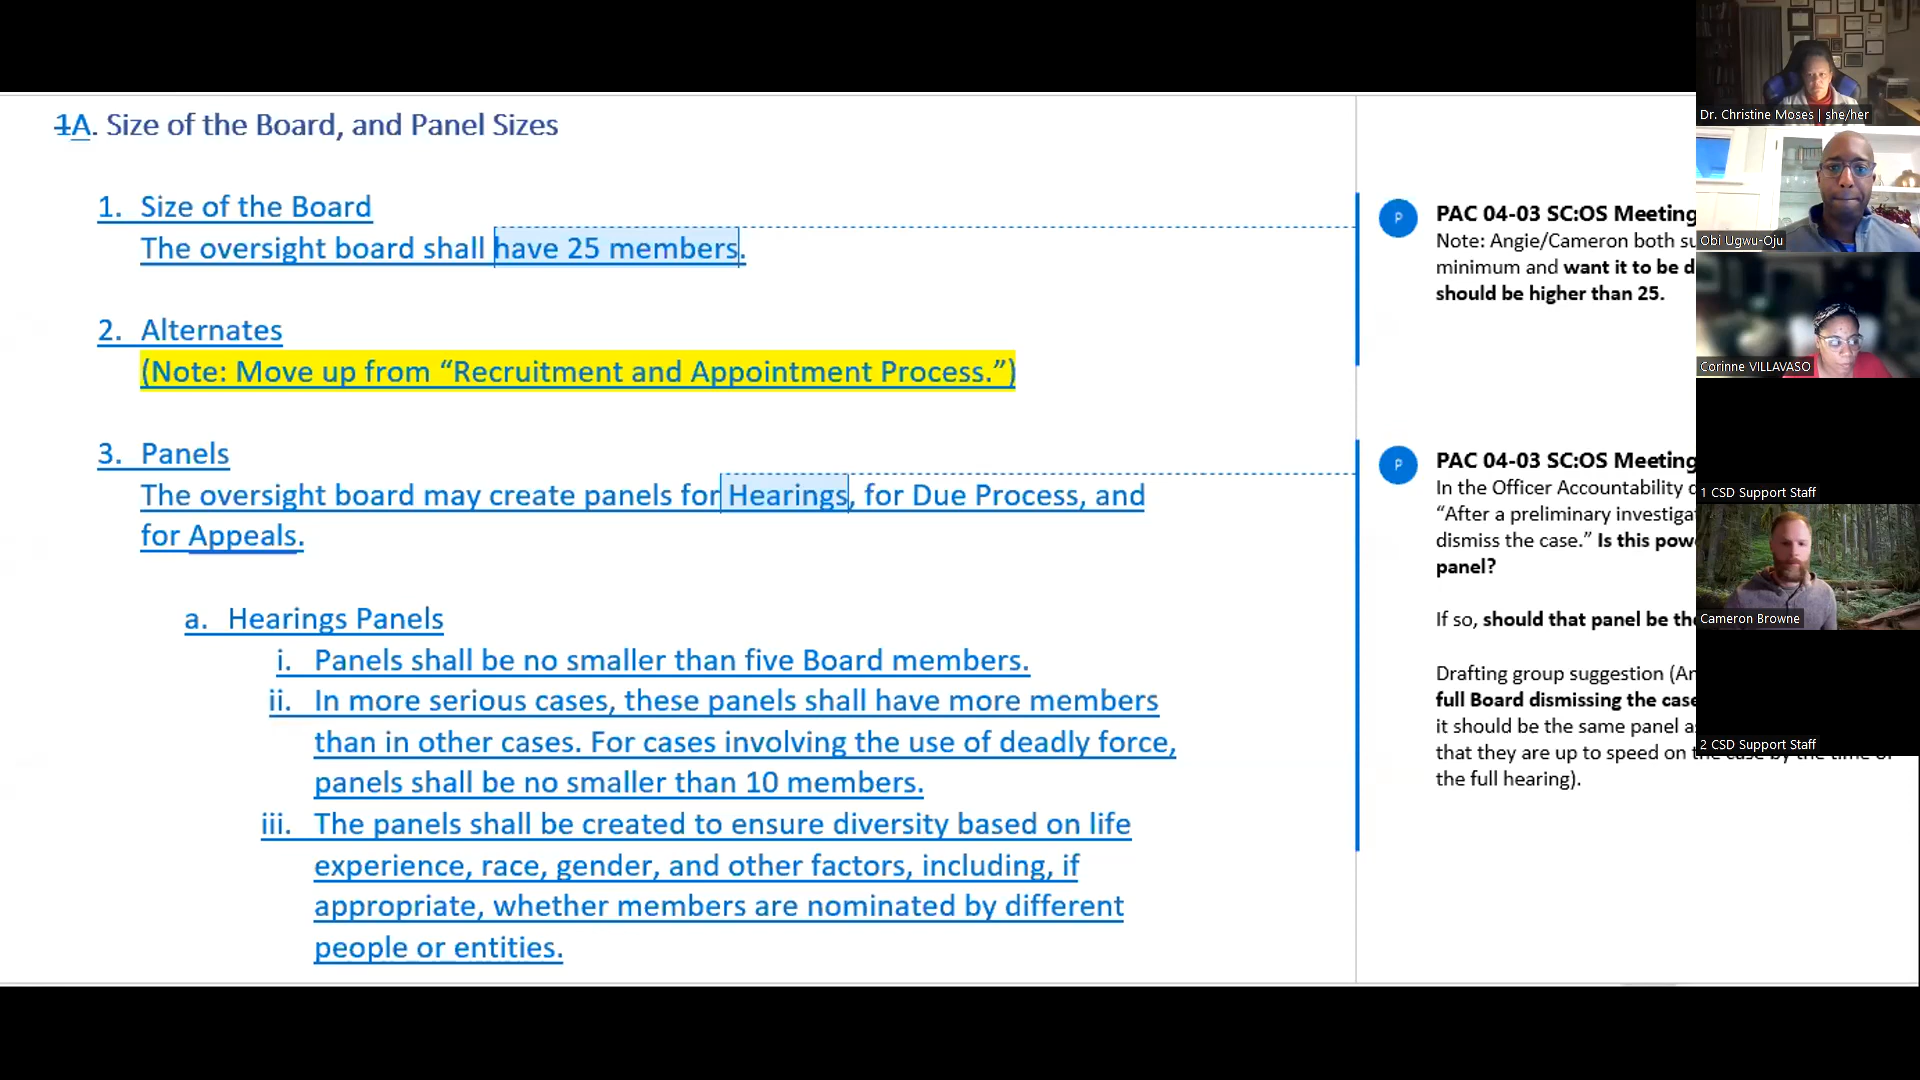 1A. Size of the Board, and Panel Sizes
1. Size of the Board
The oversight board shall have 25 members.
2. Alternates
(Note: Move up from “Recruitment and Appointment Process.”)
3. Panels
The oversight board may create panels for Hearings, for Due Process, and
for Appeals.
a. Hearings Panels
i. Panels shall be no smaller than five Board members.
ii. In more serious cases, these panels shall have more members
than in other cases. For cases involving the use of deadly force,
panels shall be no smaller than 10 members.
iii. The panels shall be created to ensure diversity based on life
experience, race, gender, and other factors, including, if
appropriate, whether members are nominated by different
people or entities.
P
PAC 04-03 SC:OS Meeting
Note: Angie/Cameron both
minimum and want it to be
should be higher than 25.
P
PAC 04-03 SC:OS Meeting
In the Officer Accountability
“After a preliminary
dismiss the case.” Is this
panel?
If so, should that panel be
Drafting group suggestion
full Board dismissing the case
it should be the same panel
that they are up to speed on the case by the time of
the full hearing).
Dr. Christine Moses | she/her
Obi Ugwu-Oju
Corinne VILLAVASO
1 CSD Support Staff
Cameron Browne
2 CSD Support Staff